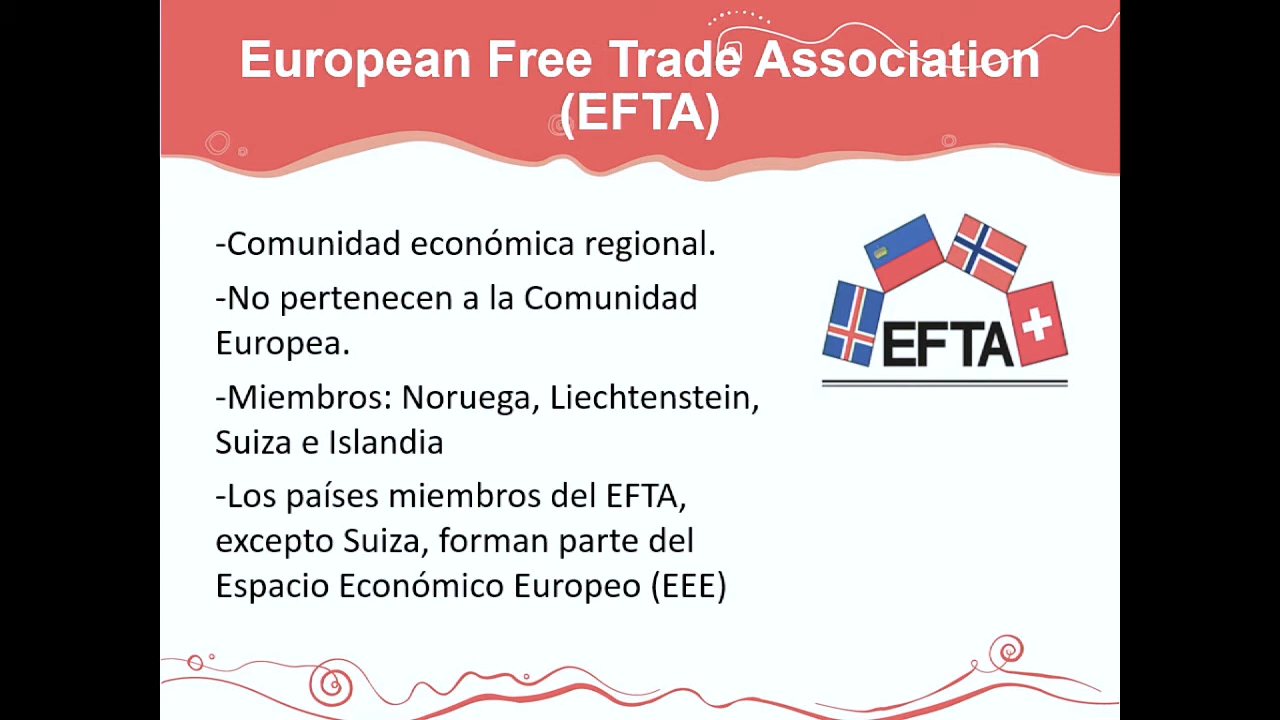 European Free Trade Association
(EFTA)
-Comunidad económica regional.
-No pertenecen a la Comunidad
Europea.
-Miembros: Noruega, Liechtenstein,
Suiza e Islandia
-Los países miembros del EFTA,
excepto Suiza, forman parte del
Espacio Económico Europeo (EEE)
EFTA